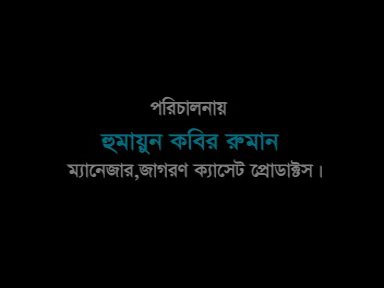 পরিচালনায়
হুমায়ুন কবির রুমান
ম্যানেজার,জাগরণ ক্যাসেট প্রোডাক্টস।